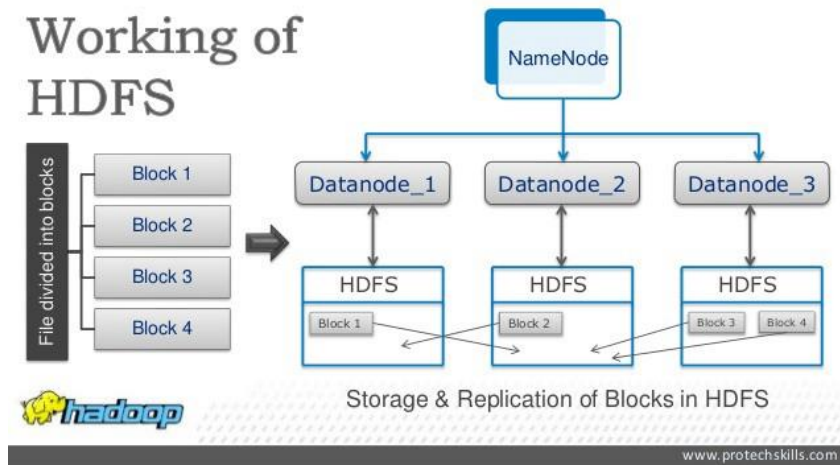 Working of
HDFS
NameNode
File divided into blocks
Block 1
Block 2
Block 3
Block 4
Datanode_1
Datanode_2
Datanode_3
HDFS
HDFS
HDFS
Block 1
Block 2
Block 3
Block 4
hadoop
Storage & Replication of Blocks in HDFS
www.protechskills.com